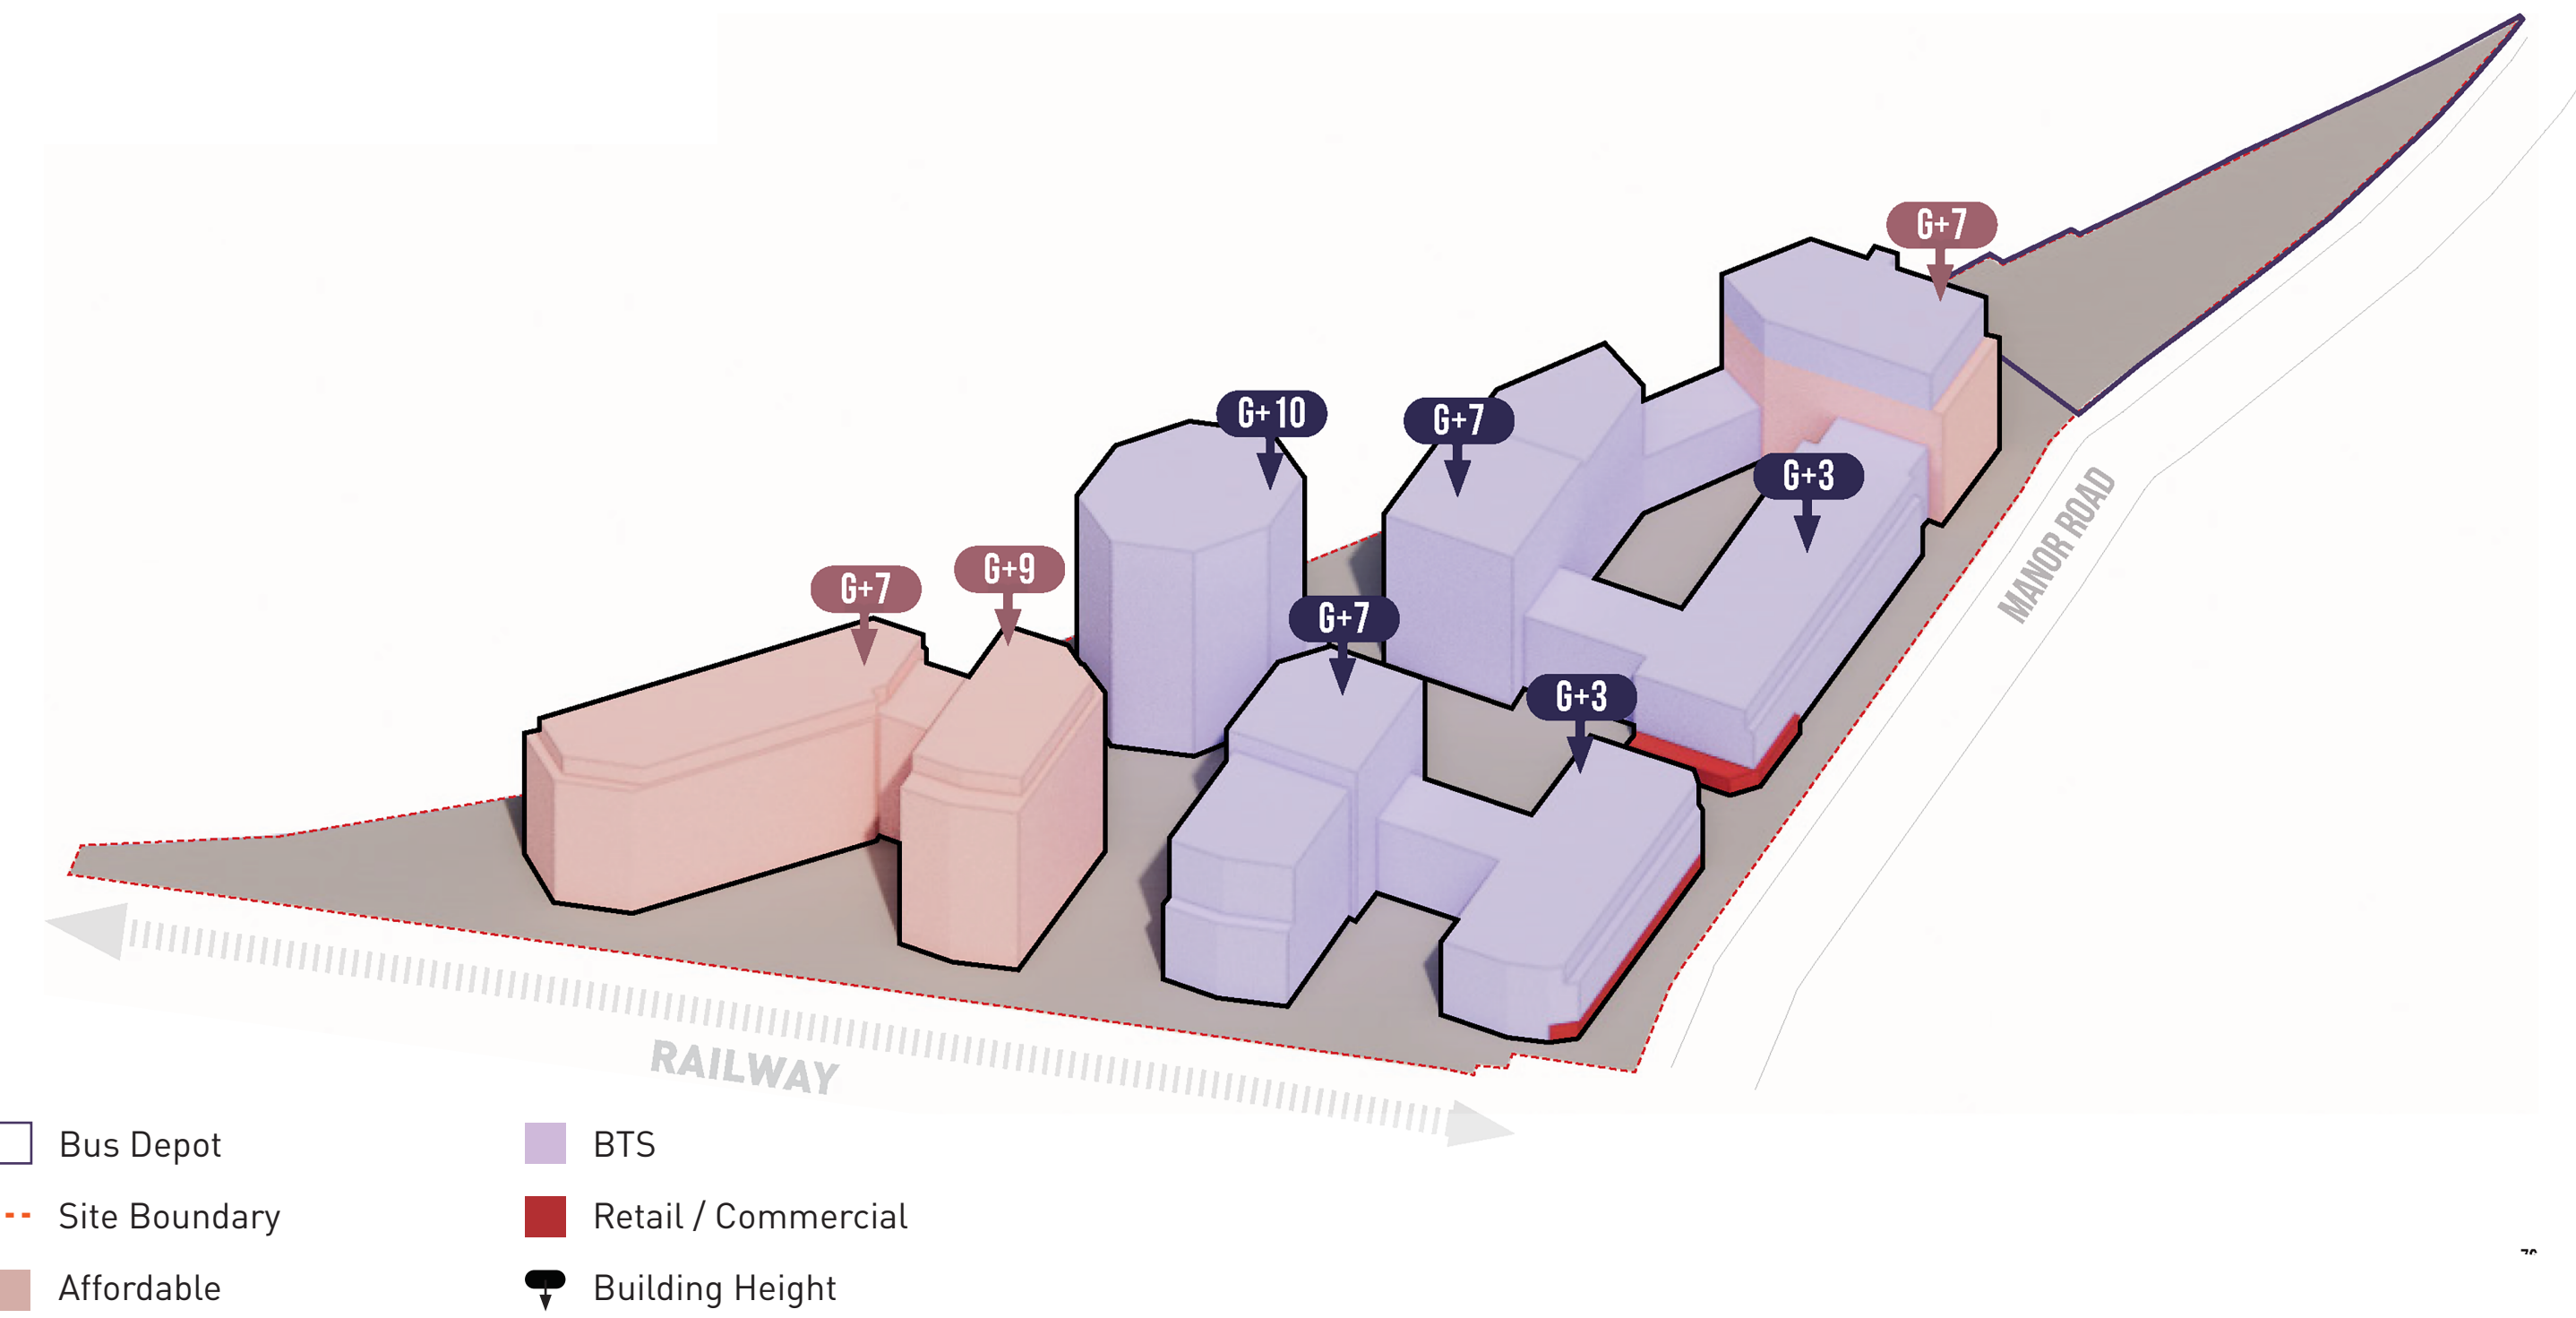 G+7
G+10
G+7
G+3
G+7
G+9
G+7
G+3
MANOR ROAD
RAILWAY
Bus Depot
BTS
Site Boundary
Retail / Commercial
Affordable
Building Height